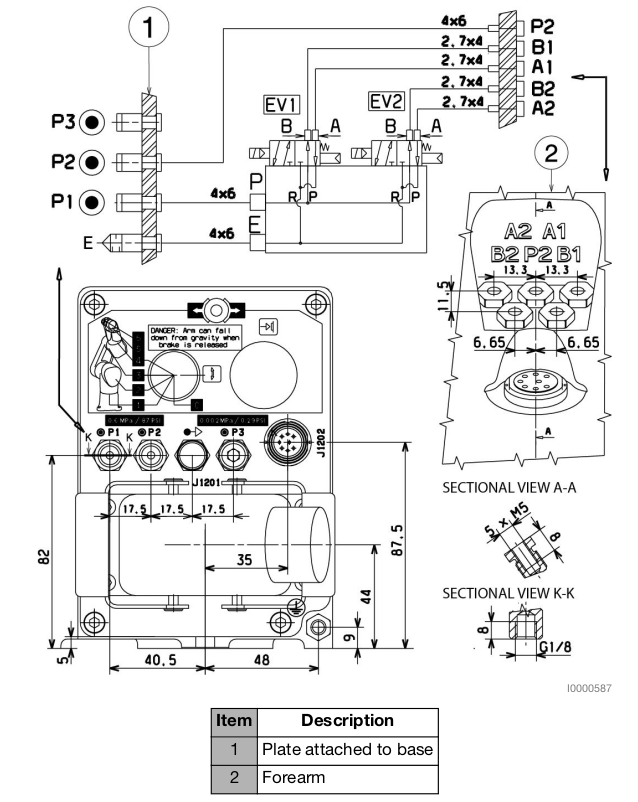 1
4x6
P2
2,7x4
B1
2,7x4
A1
2,7x4
B2
2,7x4
A2
EV1
EV2
B
A
B
A
P3
P2
P1
E
4x6
4x6
P
E
R
P
R
P
2
A
A2 A1
B2 P2 B1
13.3
13.3
11.5
6.65
6.65
A
DANGER: Arm can fall
down from gravity when
brake is released
P1
P2
P3
K
K
J1202
J1201
17.5
17.5
17.5
35
82
87,5
44
9
5
40,5
48
SECTIONAL VIEW A-A
5 x M5
8
SECTIONAL VIEW K-K
8
G1/8
I0000587
Item Description
1 Plate attached to base
2 Forearm